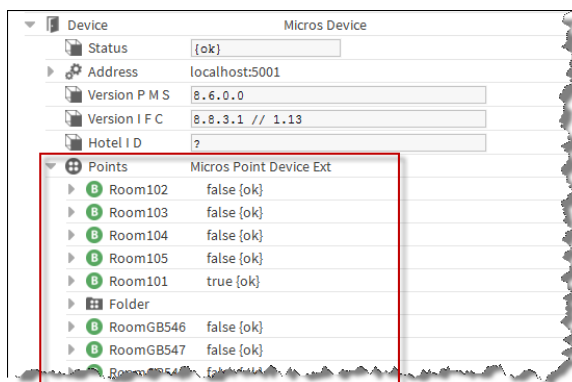 Device Micros Device
Status {ok}
Address localhost:5001
Version P M S 8.6.0.0
Version I F C 8.8.3.1 // 1.13
Hotel I D ?
Points Micros Point Device Ext
B Room102 false {ok}
B Room103 false {ok}
B Room104 false {ok}
B Room105 false {ok}
B Room101 true {ok}
Folder
B RoomGB546 false {ok}
B RoomGB547 false {ok}